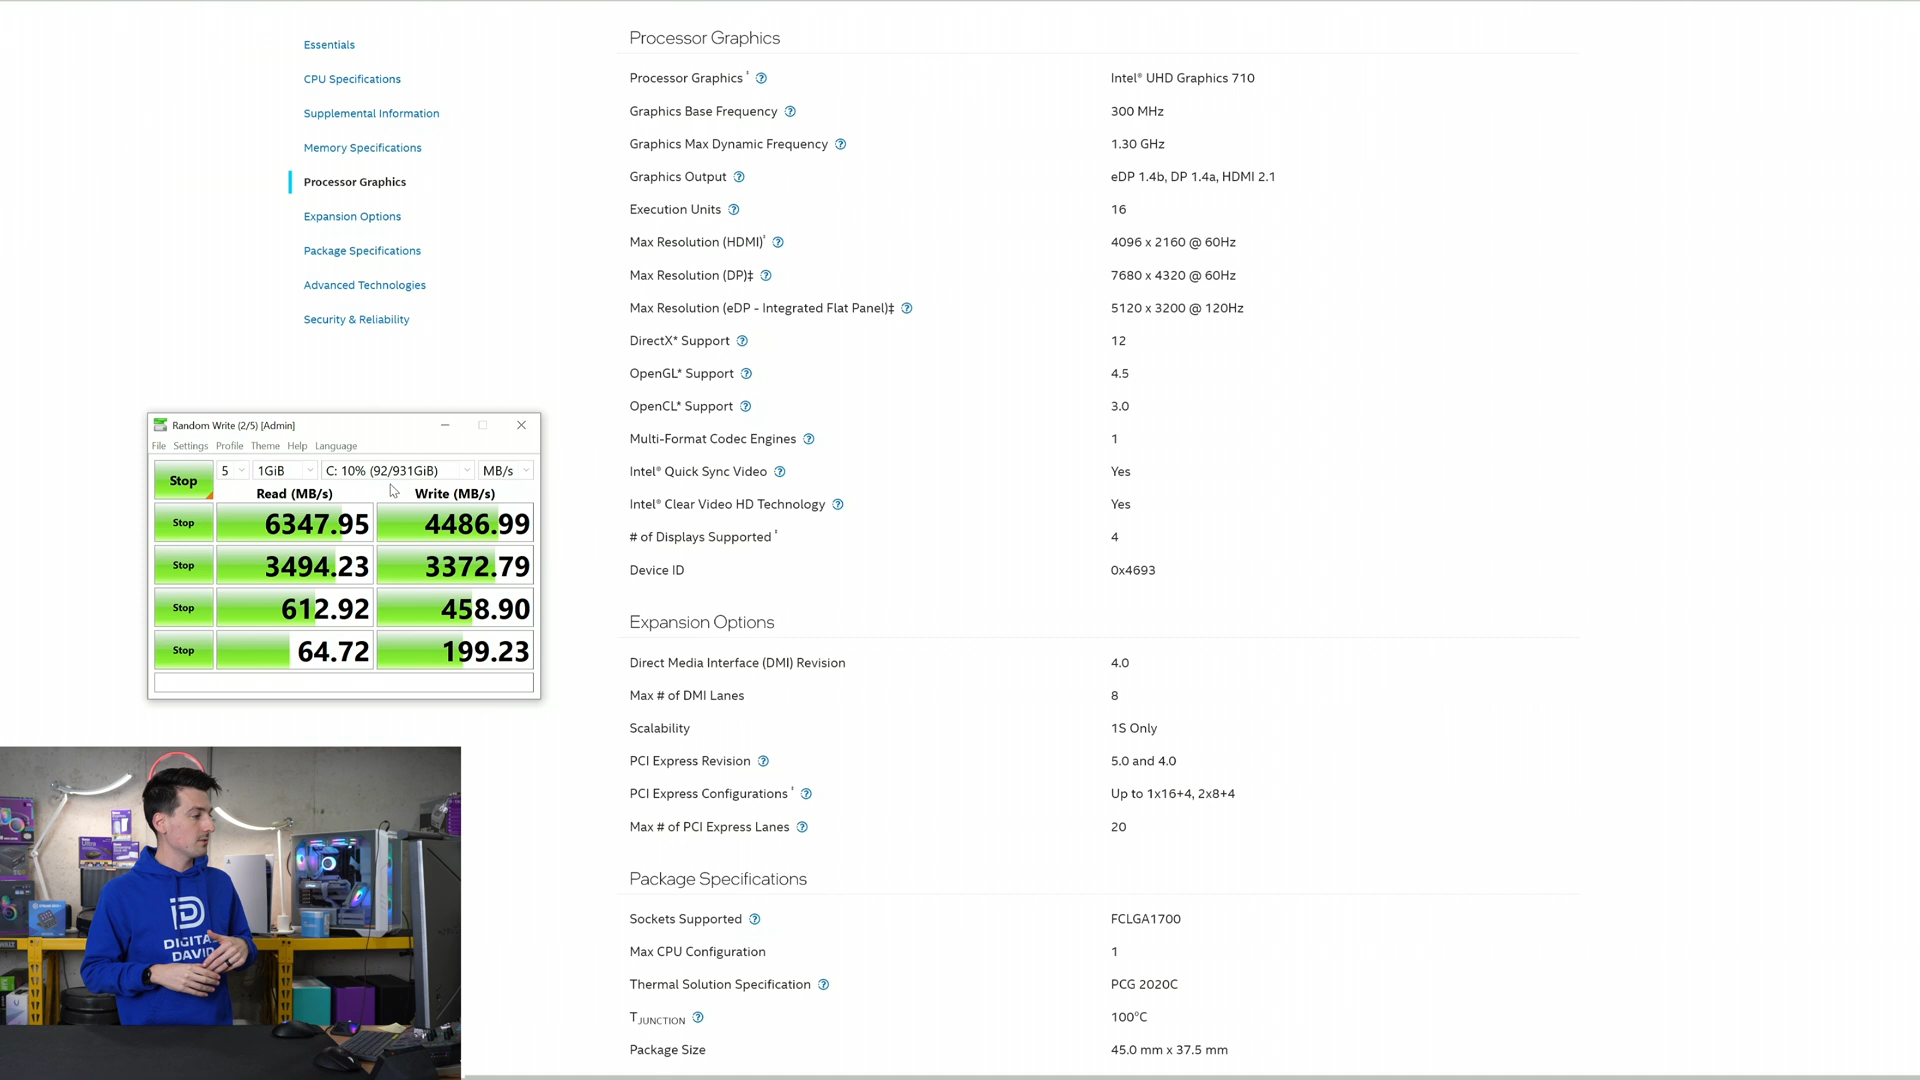 Essentials
CPU Specifications
Supplemental Information
Memory Specifications
Processor Graphics
Expansion Options
Package Specifications
Advanced Technologies
Security & Reliability
Processor Graphics
Processor Graphics ‡ Intel® UHD Graphics 710
Graphics Base Frequency 300 MHz
Graphics Max Dynamic Frequency 1.30 GHz
Graphics Output eDP 1.4b, DP 1.4a, HDMI 2.1
Execution Units 16
Max Resolution (HDMI)‡ 4096 x 2160 @ 60Hz
Max Resolution (DP)‡ 7680 x 4320 @ 60Hz
Max Resolution (eDP - Integrated Flat Panel)‡ 5120 x 3200 @ 120Hz
DirectX* Support 12
OpenGL* Support 4.5
OpenCL* Support 3.0
Multi-Format Codec Engines 1
Intel® Quick Sync Video Yes
Intel® Clear Video HD Technology Yes
# of Displays Supported ‡ 4
Device ID 0x4693
Expansion Options
Direct Media Interface (DMI) Revision 4.0
Max # of DMI Lanes 8
Scalability 1S Only
PCI Express Revision 5.0 and 4.0
PCI Express Configurations ‡ Up to 1x16+4, 2x8+4
Max # of PCI Express Lanes 20
Package Specifications
Sockets Supported FCLGA1700
Max CPU Configuration 1
Thermal Solution Specification PCG 2020C
TJUNCTION 100°C
Package Size 45.0 mm x 37.5 mm
Random Write (2/5) [Admin]
File Settings Profile Theme Help Language
Stop 5 1GiB C: 10% (92/931GiB) MB/s
Read (MB/s) Write (MB/s)
Stop 6347.95 4486.99
Stop 3494.23 3372.79
Stop 612.92 458.90
Stop 64.72 199.23
DIGITAL
DAVID